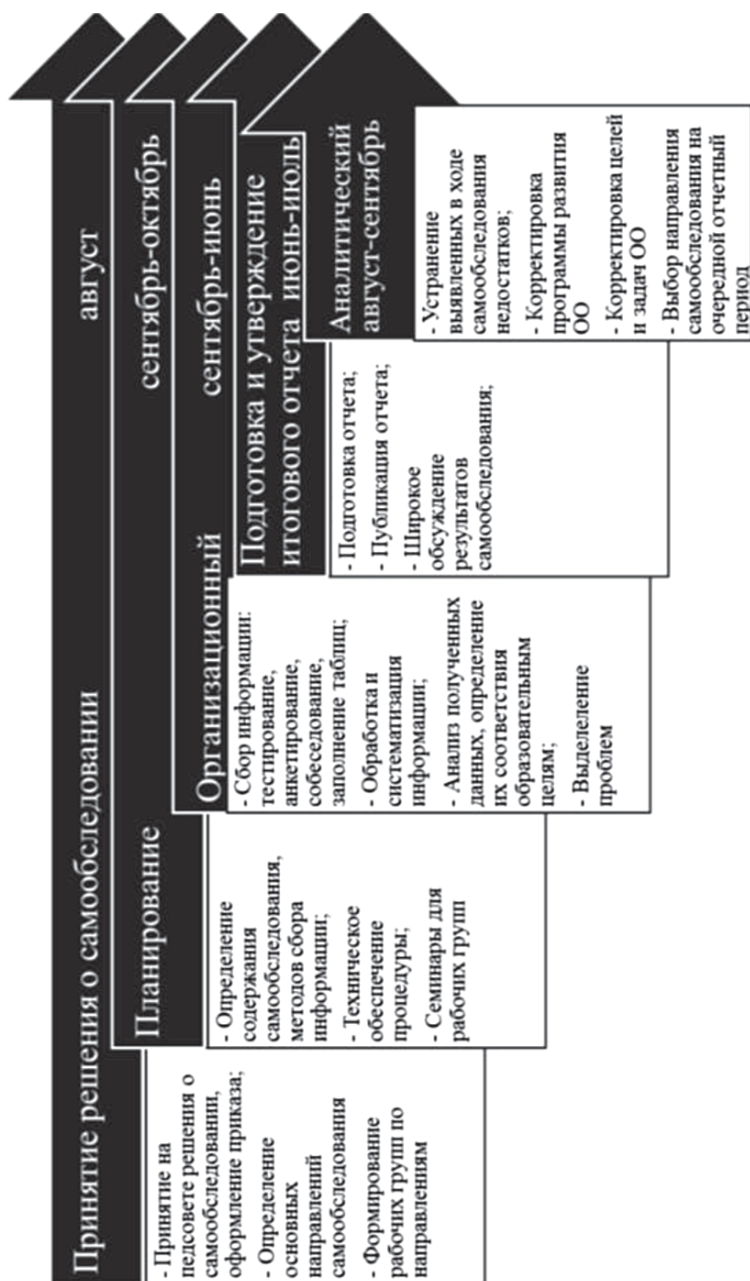 Принятие решения о самообследовании август
- Принятие на
педсовете решения о
самообследовании,
оформление приказа;
- Определение
основных
направлений
самообследования
- Формирование
рабочих групп по
направлениям
Планирование сентябрь-октябрь
- Определение
содержания
самообследования,
методов сбора
информации;
- Техническое
обеспечение
процедуры;
- Семинары для
рабочих групп
Организационный сентябрь-июнь
- Сбор информации:
тестирование,
анкетирование,
собеседование,
заполнение таблиц;
- Обработка и
систематизация
информации;
- Анализ полученных
данных, определение
их соответствия
образовательным
целям;
- Выделеление
проблем
Подготовка и утверждение
итогового отчета июнь-июль
- Подготовка отчета;
- Публикация отчета;
- Широкое
обсуждение
результатов
самообследования;
Аналитический
август-сентябрь
- Устранение
выявленных в ходе
самообследования
недостатков;
- Корректировка
программы развития
ОО
- Корректировка целей
и задач ОО
- Выбор направления
самообследования на
очередной отчетный
период